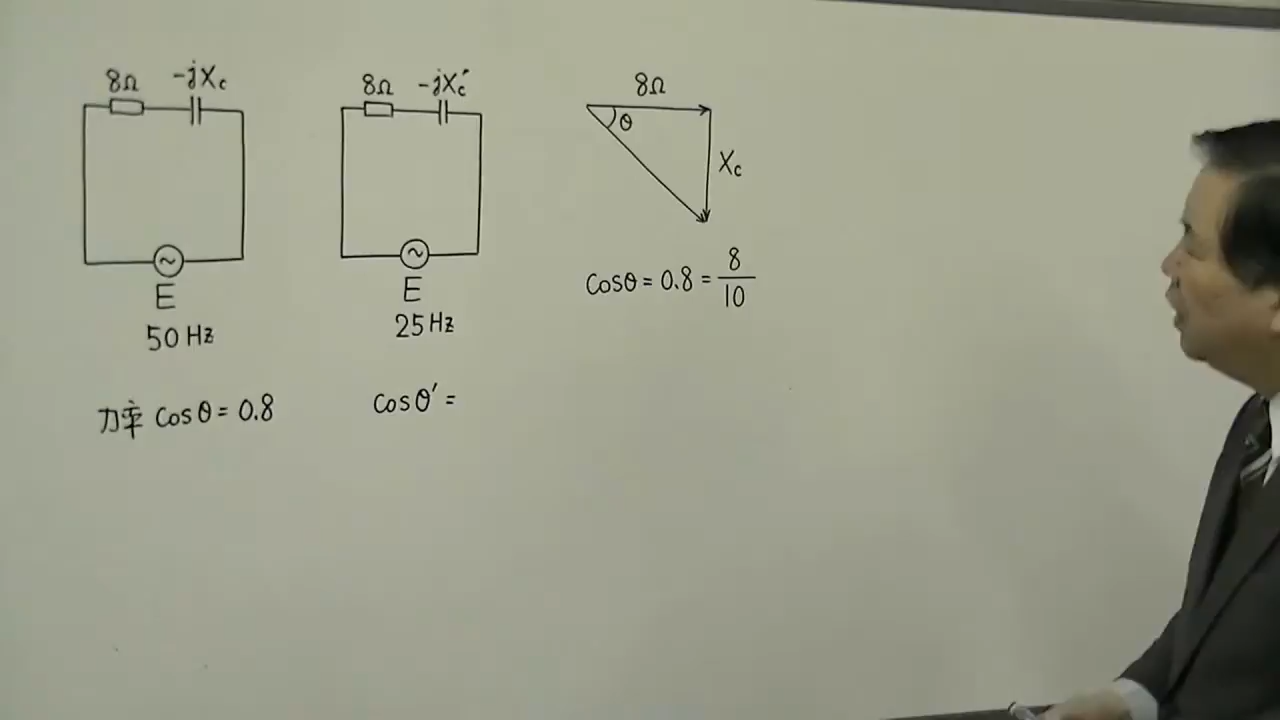 8Ω -jXc
E
50 Hz
力率 cosθ = 0.8
8Ω -jXc'
E
25 Hz
cosθ' =
8Ω
θ
Xc
cosθ = 0.8 = 8/10